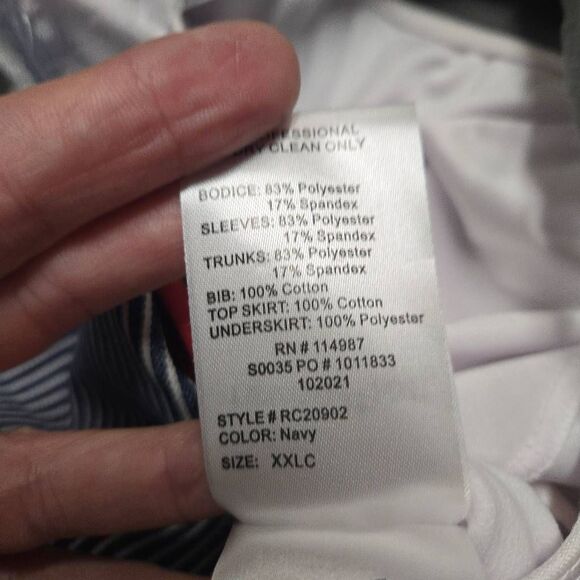 CLEAN ONLY
BODICE: 83% Polyester
17% Spandex
SLEEVES: 83% Polyester
17% Spandex
TRUNKS: 83% Polyester
17% Spandex
BIB: 100% Cotton
TOP SKIRT: 100% Cotton
UNDERSKIRT: 100% Polyester
RN # 114987
S0035 PO # 1011833
102021
STYLE # RC20902
COLOR: Navy
SIZE: XXLC